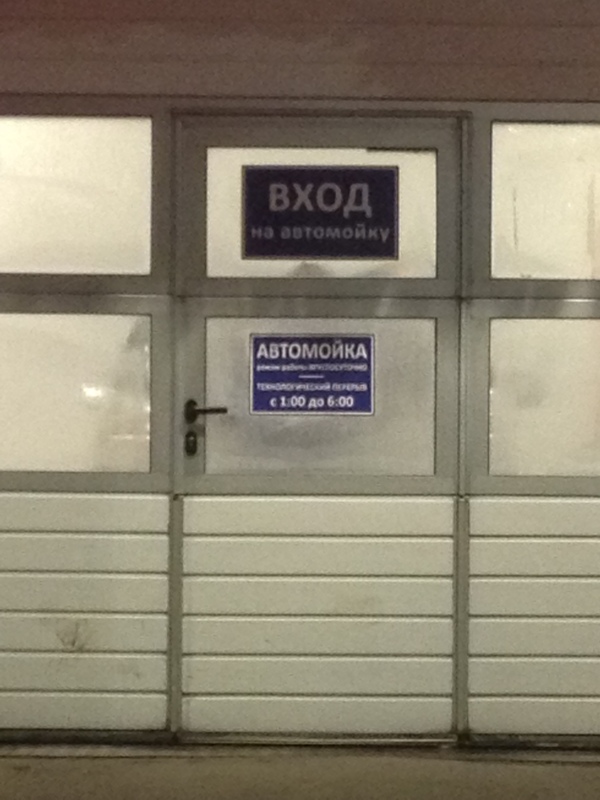 ВХОД
на автомойку
АВТОМОЙКА
режим работы КРУГЛОСУТОЧНО
ТЕХНОЛОГИЧЕСКИЙ ПЕРЕРЫВ
с 1:00 до 6:00